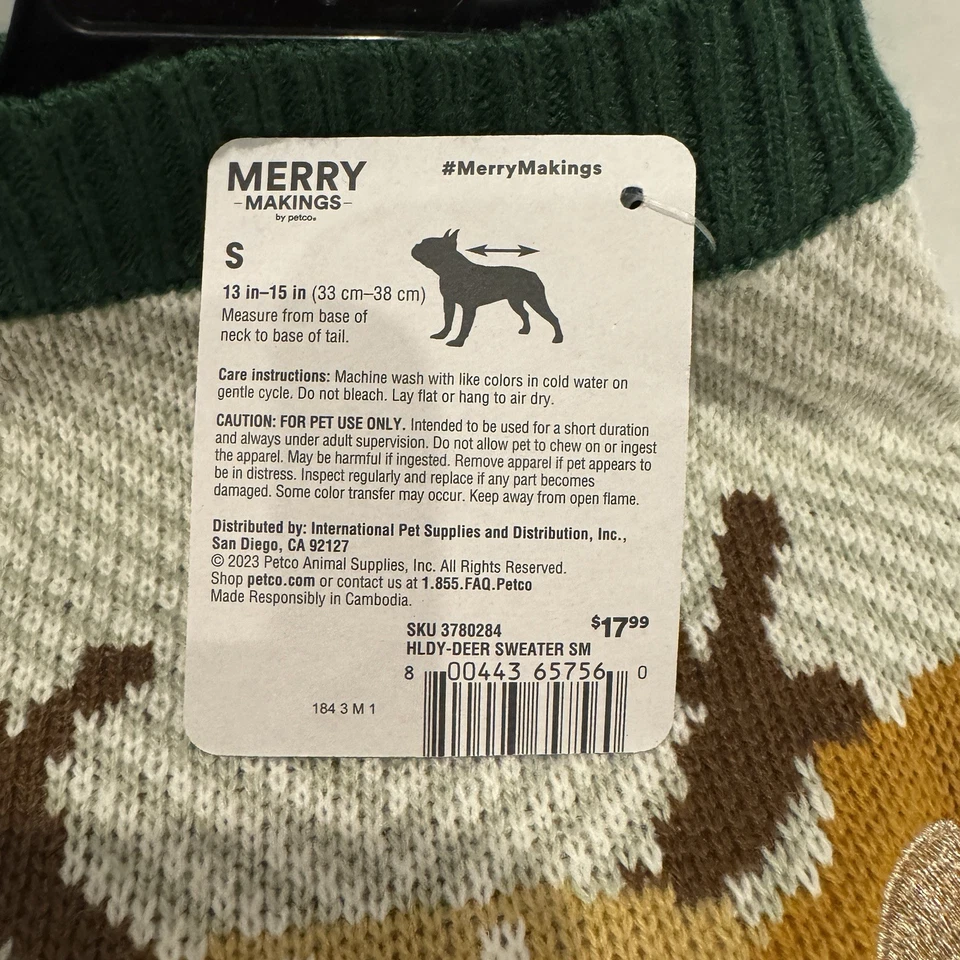 MERRY
-MAKINGS-
by petco®
#MerryMakings
S
13 in–15 in (33 cm–38 cm)
Measure from base of
neck to base of tail.
Care instructions: Machine wash with like colors in cold water on
gentle cycle. Do not bleach. Lay flat or hang to air dry.
CAUTION: FOR PET USE ONLY. Intended to be used for a short duration
and always under adult supervision. Do not allow pet to chew on or ingest
the apparel. May be harmful if ingested. Remove apparel if pet appears to
be in distress. Inspect regularly and replace if any part becomes
damaged. Some color transfer may occur. Keep away from open flame.
Distributed by: International Pet Supplies and Distribution, Inc.,
San Diego, CA 92127
© 2023 Petco Animal Supplies, Inc. All Rights Reserved.
Shop petco.com or contact us at 1.855.FAQ.Petco
Made Responsibly in Cambodia.
SKU 3780284 $1799
HLDY-DEER SWEATER SM
8 00443 65756 0
184 3 M 1